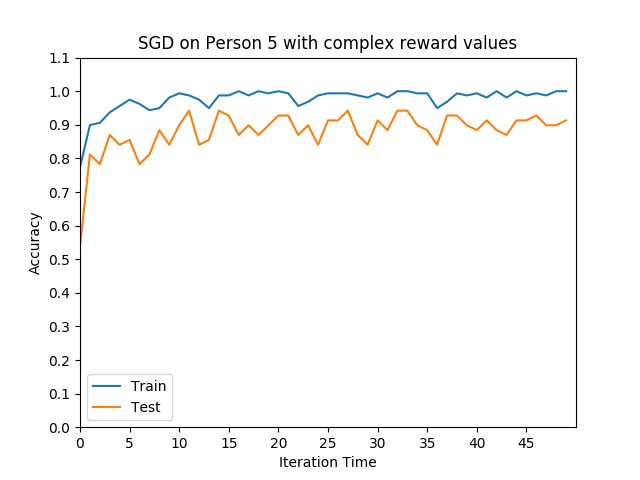 SGD on Person 5 with complex reward values
1.1
1.0
0.9
0.8
0.7
0.6
0.5
0.4
0.3
0.2
0.1
0.0
Accuracy
Train
Test
0 5 10 15 20 25 30 35 40 45
Iteration Time